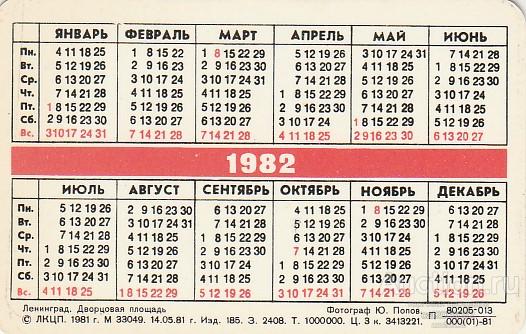 ЯНВАРЬ ФЕВРАЛЬ МАРТ АПРЕЛЬ МАЙ ИЮНЬ
Пн. 4 11 18 25 1 8 15 22 1 8 15 22 29 5 12 19 26 3 10 17 24 31 7 14 21 28
Вт. 5 12 19 26 2 9 16 23 2 9 16 23 30 6 13 20 27 4 11 18 25 1 8 15 22 29
Ср. 6 13 20 27 3 10 17 24 3 10 17 24 31 7 14 21 28 5 12 19 26 2 9 16 23 30
Чт. 7 14 21 28 4 11 18 25 4 11 18 25 1 8 15 22 29 6 13 20 27 3 10 17 24
Пт. 1 8 15 22 29 5 12 19 26 5 12 19 26 2 9 16 23 30 7 14 21 28 4 11 18 25
Сб. 2 9 16 23 30 6 13 20 27 6 13 20 27 3 10 17 24 1 8 15 22 29 5 12 19 26
Вс. 3 10 17 24 31 7 14 21 28 7 14 21 28 4 11 18 25 2 9 16 23 30 6 13 20 27
1982
ИЮЛЬ АВГУСТ СЕНТЯБРЬ ОКТЯБРЬ НОЯБРЬ ДЕКАБРЬ
Пн. 5 12 19 26 2 9 16 23 30 6 13 20 27 4 11 18 25 1 8 15 22 29 6 13 20 27
Вт. 6 13 20 27 3 10 17 24 31 7 14 21 28 5 12 19 26 2 9 16 23 30 7 14 21 28
Ср. 7 14 21 28 4 11 18 25 1 8 15 22 29 6 13 20 27 3 10 17 24 1 8 15 22 29
Чт. 1 8 15 22 29 5 12 19 26 2 9 16 23 30 7 14 21 28 4 11 18 25 2 9 16 23 30
Пт. 2 9 16 23 30 6 13 20 27 3 10 17 24 1 8 15 22 29 5 12 19 26 3 10 17 24 31
Сб. 3 10 17 24 31 7 14 21 28 4 11 18 25 2 9 16 23 30 6 13 20 27 4 11 18 25
Вс. 4 11 18 25 1 8 15 22 29 5 12 19 26 3 10 17 24 31 7 14 21 28 5 12 19 26
Ленинград. Дворцовая площадь Фотограф Ю. Попов. П 80205-013
© ЛКЦП. 1981 г. М 33049. 14.05.81 г. Изд. 185. З. 2408. Т. 1000000. Ц. 3 к. 3413221. 000(01)-81